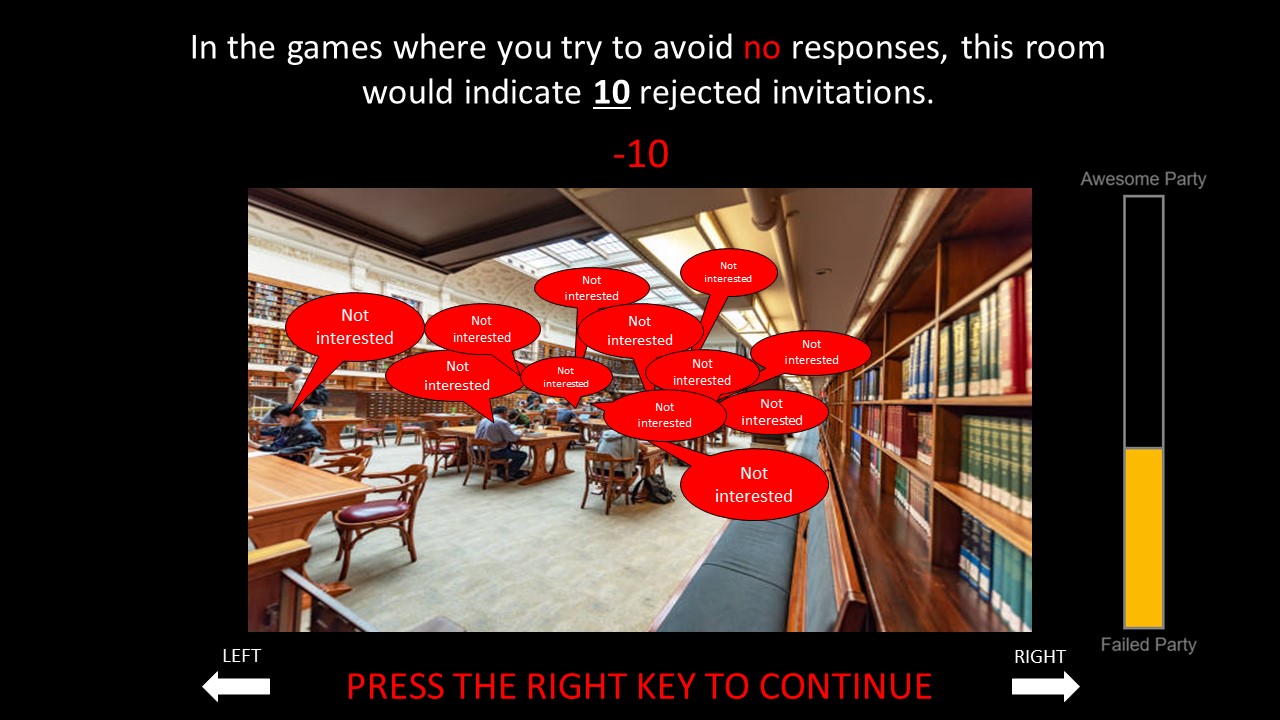 In the games where you try to avoid no responses, this room
would indicate 10 rejected invitations.
-10
Awesome Party
Not
interested
Not
interested
Not
interested
Not
interested
Not
interested
Not
interested
Not
interested
Not
interested
Not
interested
Not
interested
Not
interested
Not
interested
Failed Party
LEFT
RIGHT
PRESS THE RIGHT KEY TO CONTINUE